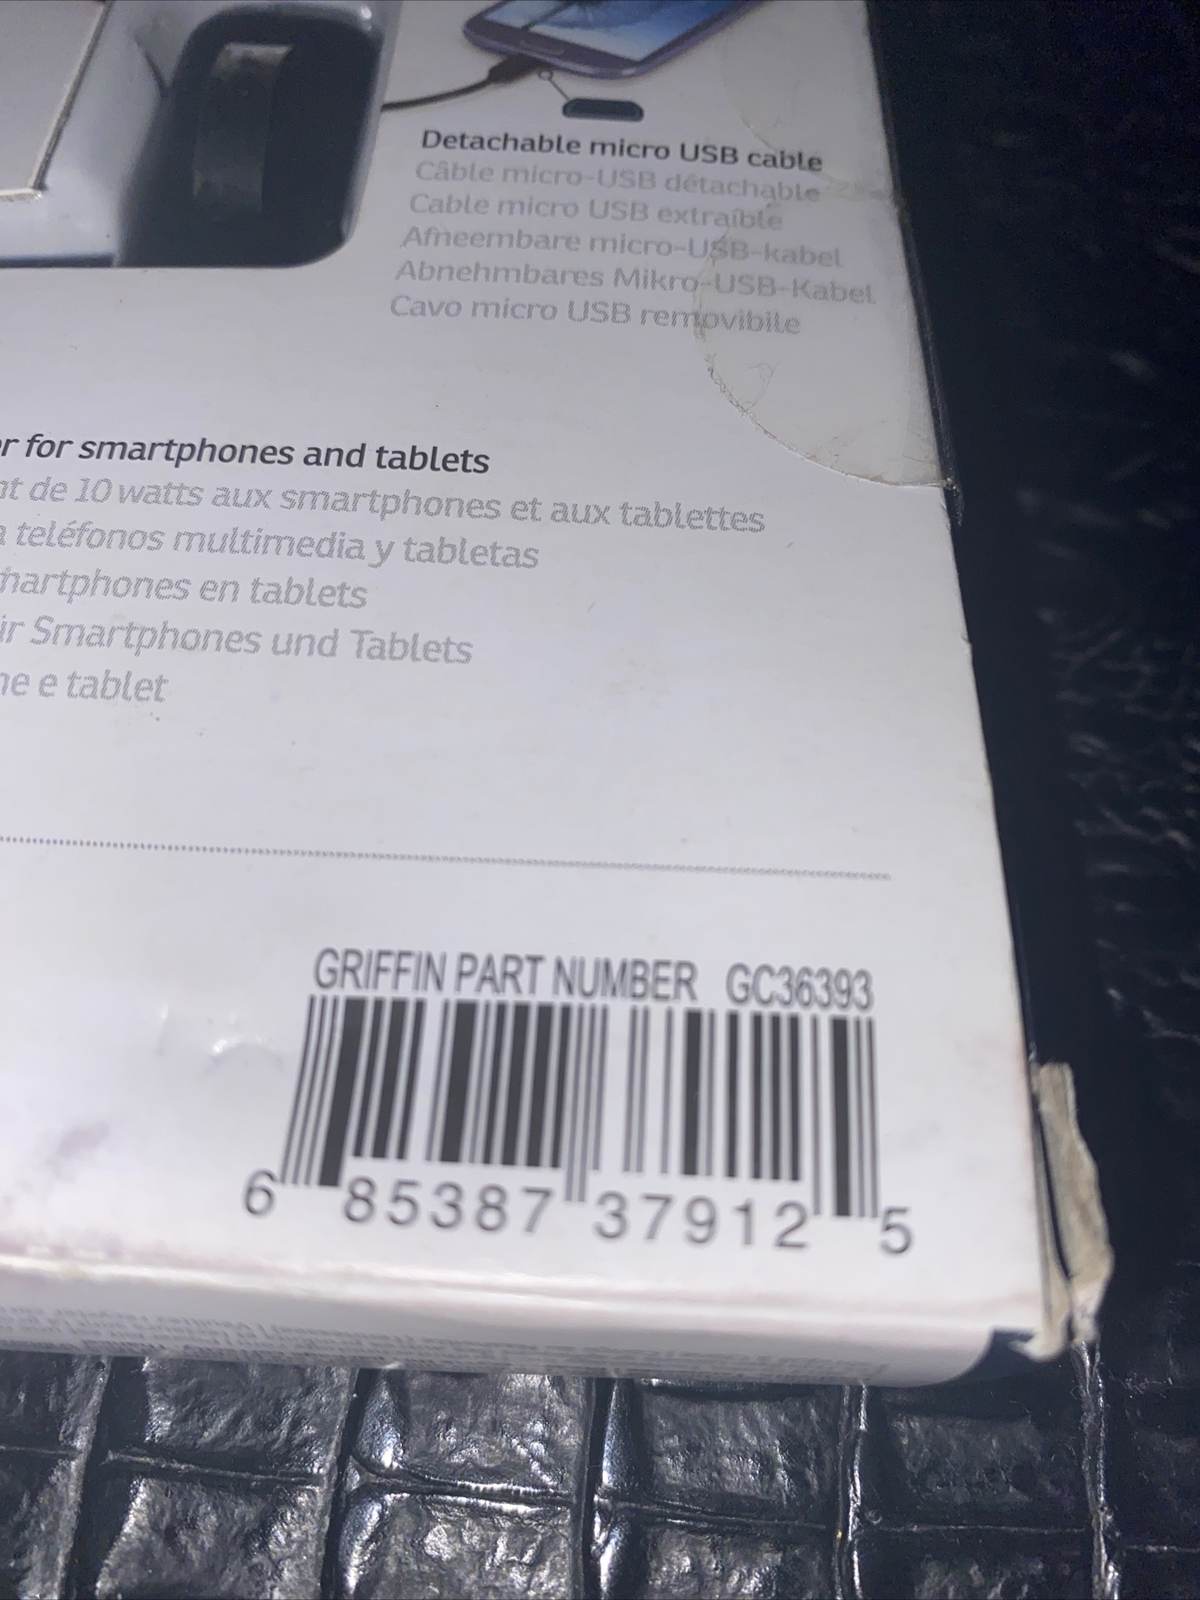 Detachable micro USB cable
Câble micro-USB détachable
Cable micro USB extraíble
Afneembare micro-USB-kabel
Abnehmbares Mikro-USB-Kabel
Cavo micro USB removibile
for smartphones and tablets
de 10 watts aux smartphones et aux tablettes
teléfonos multimedia y tabletas
martphones en tablets
Smartphones und Tablets
e tablet
GRIFFIN PART NUMBER GC36393
6 85387 37912 5